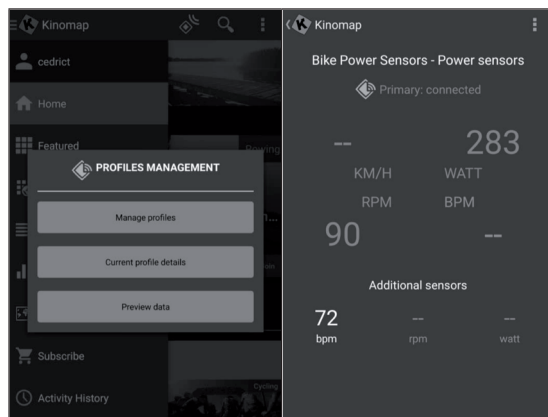 Kinomap
cedrict
Home
Featured
Rowing
PROFILES MANAGEMENT
Manage profiles
Current profile details
Preview data
Subscribe
Cycling
Activity History
Kinomap
Bike Power Sensors - Power sensors
Primary: connected
-- 283
KM/H WATT
RPM BPM
90 --
Additional sensors
72 -- --
bpm rpm watt